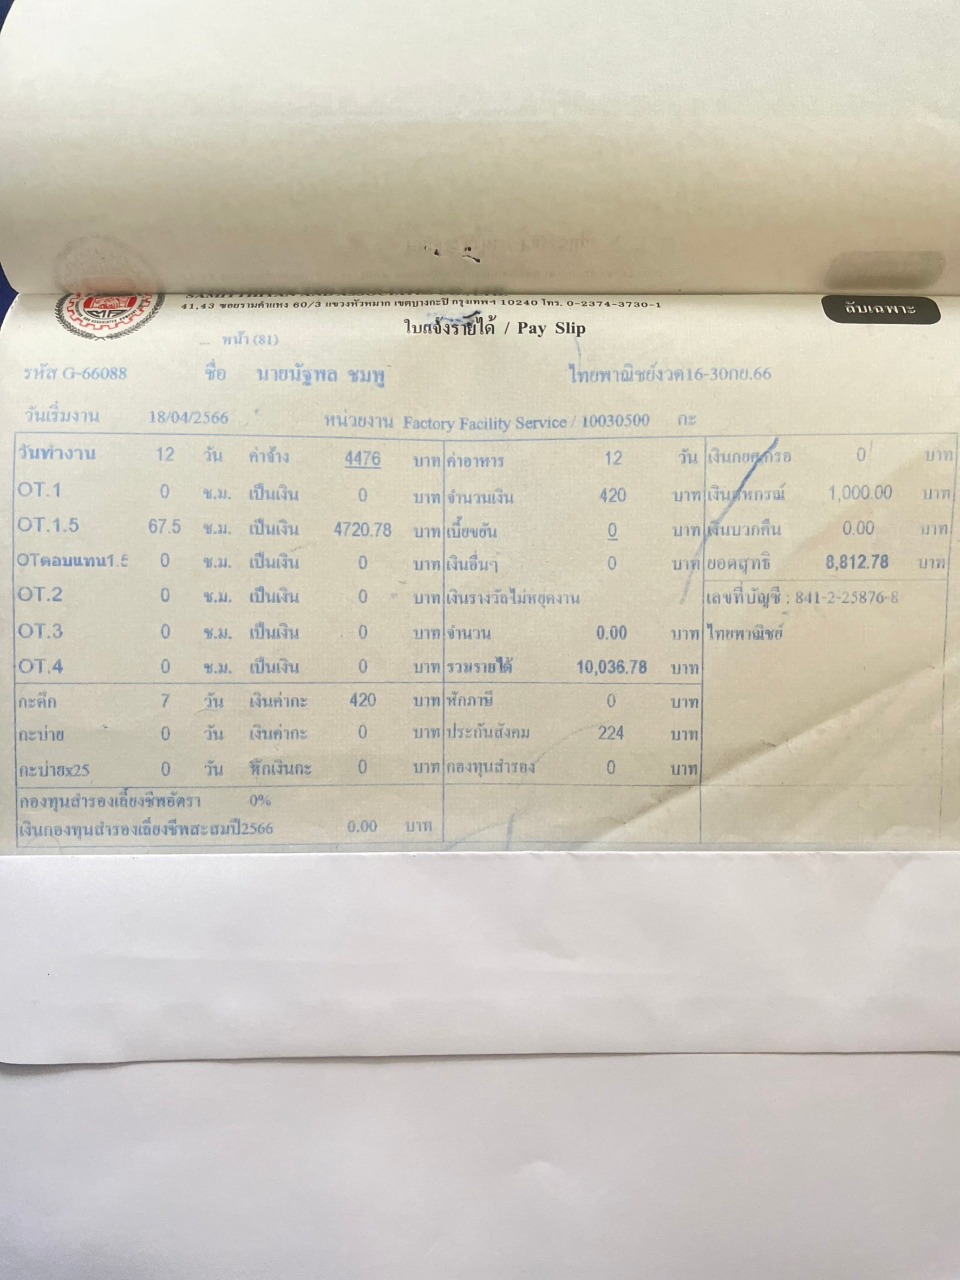 41,43 ซอยรามคำแหง 60/3 แขวงหัวหมาก เขตบางกะปิ กรุงเทพฯ 10240 โทร. 0-2374-3730-1
ลับเฉพาะ
ใบแจ้งรายได้ / Pay Slip
หน้า (81)
รหัส G-66088 ชื่อ นายนัฐพล ชมพู ไทยพาณิชย์งวด16-30กย.66
วันเริ่มงาน 18/04/2566 หน่วยงาน Factory Facility Service / 10030500 กะ
วันทำงาน 12 วัน ค่าจ้าง 4476 บาท ค่าอาหาร 12 วัน เงินกยศ/กรอ 0 บาท
OT.1 0 ช.ม. เป็นเงิน 0 บาท จำนวนเงิน 420 บาท เงินสหกรณ์ 1,000.00 บาท
OT.1.5 67.5 ช.ม. เป็นเงิน 4720.78 บาท เบี้ยขยัน 0 บาท เงินบวกคืน 0.00 บาท
OTตอบแทน1.5 0 ช.ม. เป็นเงิน 0 บาท เงินอื่นๆ 0 บาท ยอดสุทธิ 8,812.78 บาท
OT.2 0 ช.ม. เป็นเงิน 0 บาท เงินรางวัลไม่หยุดงาน เลขที่บัญชี : 841-2-25876-8
OT.3 0 ช.ม. เป็นเงิน 0 บาท จำนวน 0.00 บาท ไทยพาณิชย์
OT.4 0 ช.ม. เป็นเงิน 0 บาท รวมรายได้ 10,036.78 บาท
กะดึก 7 วัน เงินค่ากะ 420 บาท หักภาษี 0 บาท
กะบ่าย 0 วัน เงินค่ากะ 0 บาท ประกันสังคม 224 บาท
กะบ่ายx25 0 วัน หักเงินกะ 0 บาท กองทุนสำรอง 0 บาท
กองทุนสำรองเลี้ยงชีพอัตรา 0%
เงินกองทุนสำรองเลี้ยงชีพสะสมปี2566 0.00 บาท